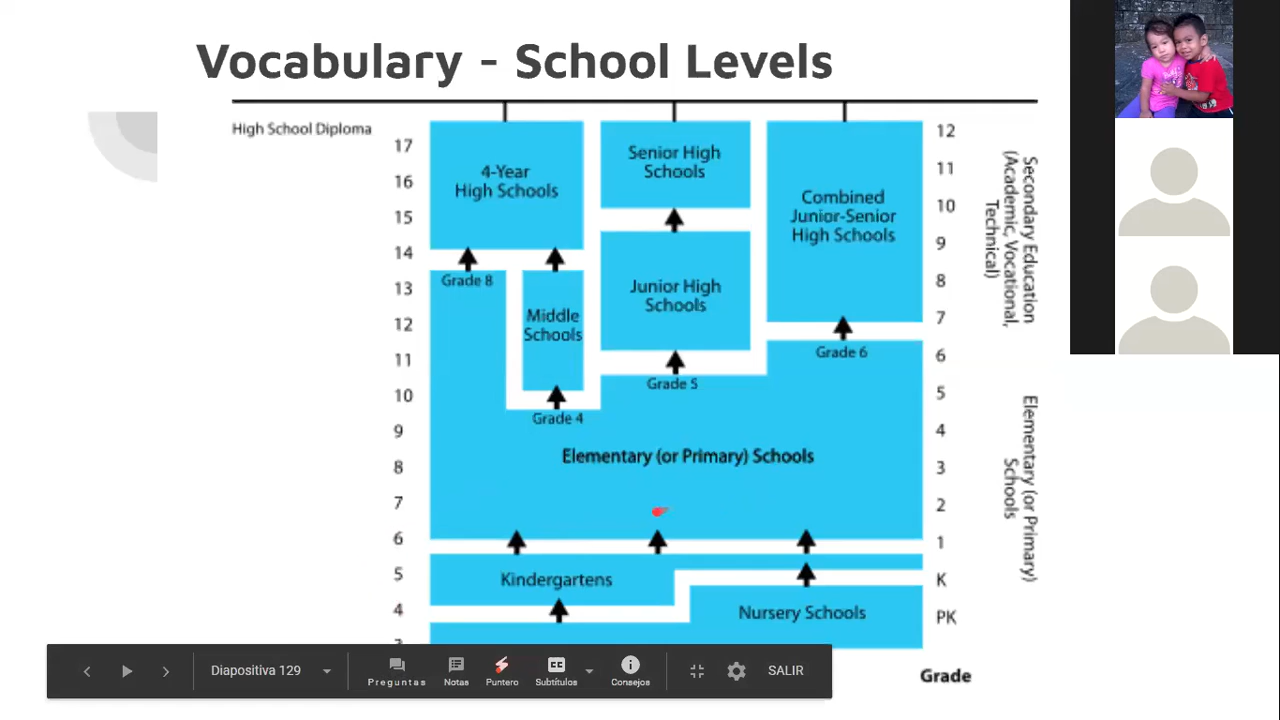 Vocabulary - School Levels
High School Diploma
17
16
15
14
13
12
11
10
9
8
7
6
5
4
4-Year
High Schools
Senior High
Schools
Combined
Junior-Senior
High Schools
Grade 8
Middle
Schools
Junior High
Schools
Grade 4
Grade 5
Grade 6
Elementary (or Primary) Schools
Kindergartens
Nursery Schools
12
11
10
9
8
7
6
5
4
3
2
1
K
PK
Secondary Education
(Academic, Vocational,
Technical)
Elementary (or Primary)
Schools
Grade
Diapositiva 129
Preguntas
Notas
Puntero
CC
Subtítulos
Consejos
SALIR